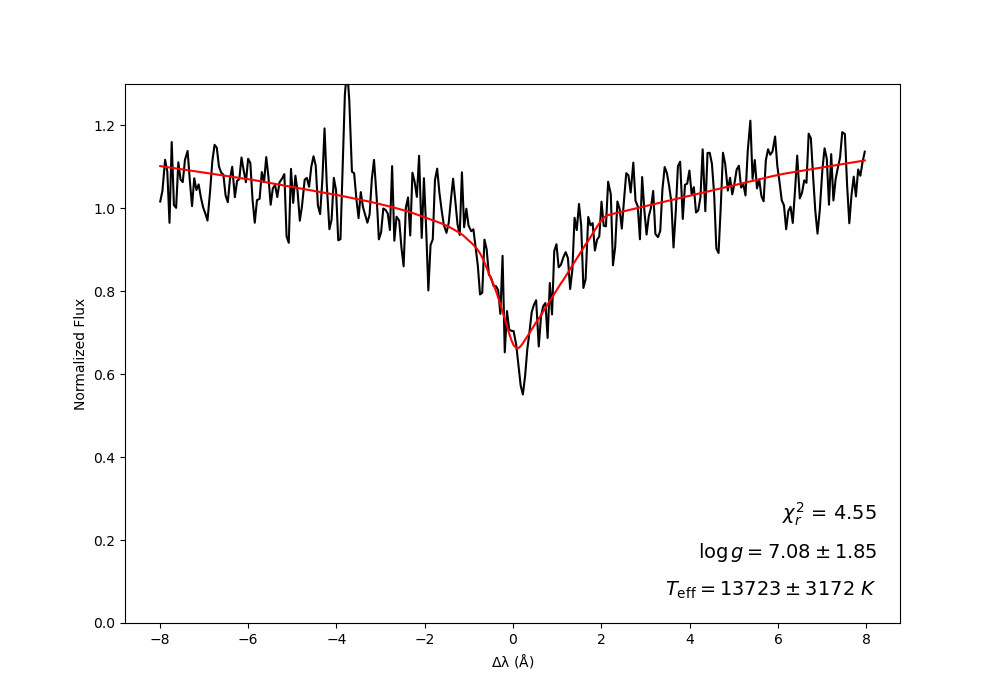 1.2
1.0
0.8
0.6
0.4
0.2
0.0
Normalized Flux
χ²ᵣ = 4.55
log g = 7.08 ± 1.85
T_eff = 13723 ± 3172 K
−8 −6 −4 −2 0 2 4 6 8
Δλ (Å)